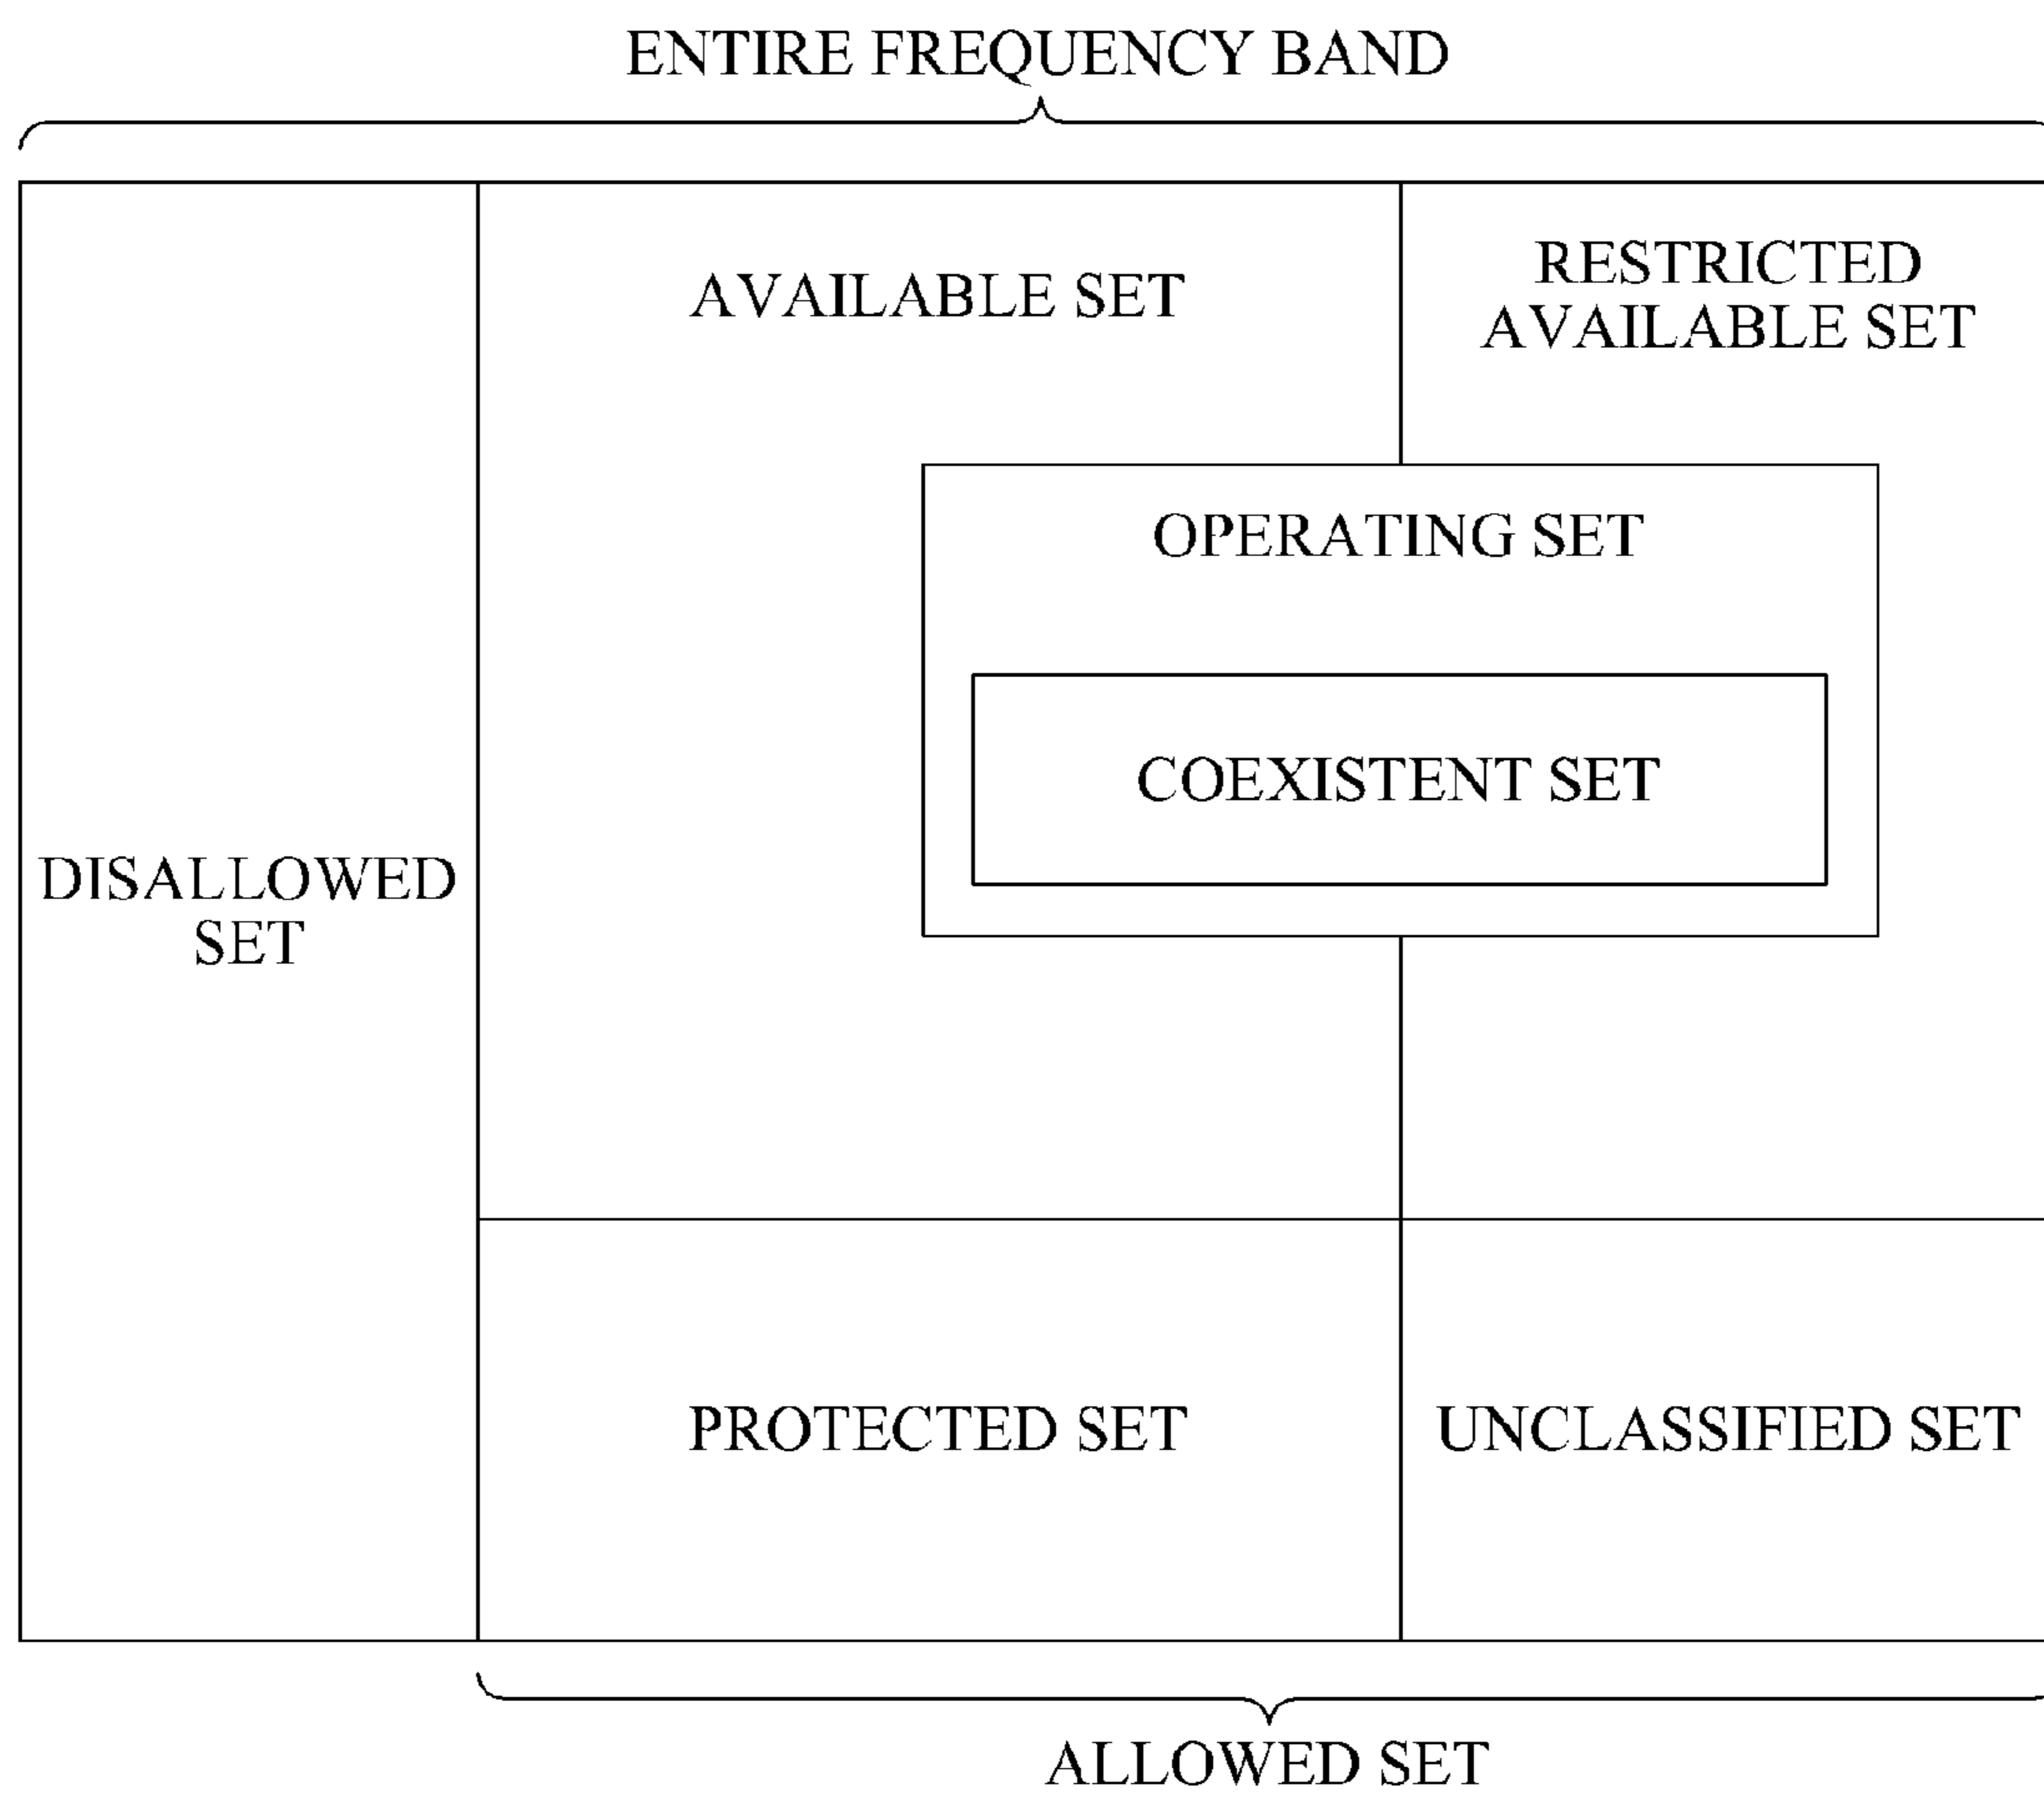 ENTIRE FREQUENCY BAND
AVAILABLE SET
RESTRICTED
AVAILABLE SET
OPERATING SET
COEXISTENT SET
DISALLOWED
SET
PROTECTED SET
UNCLASSIFIED SET
ALLOWED SET